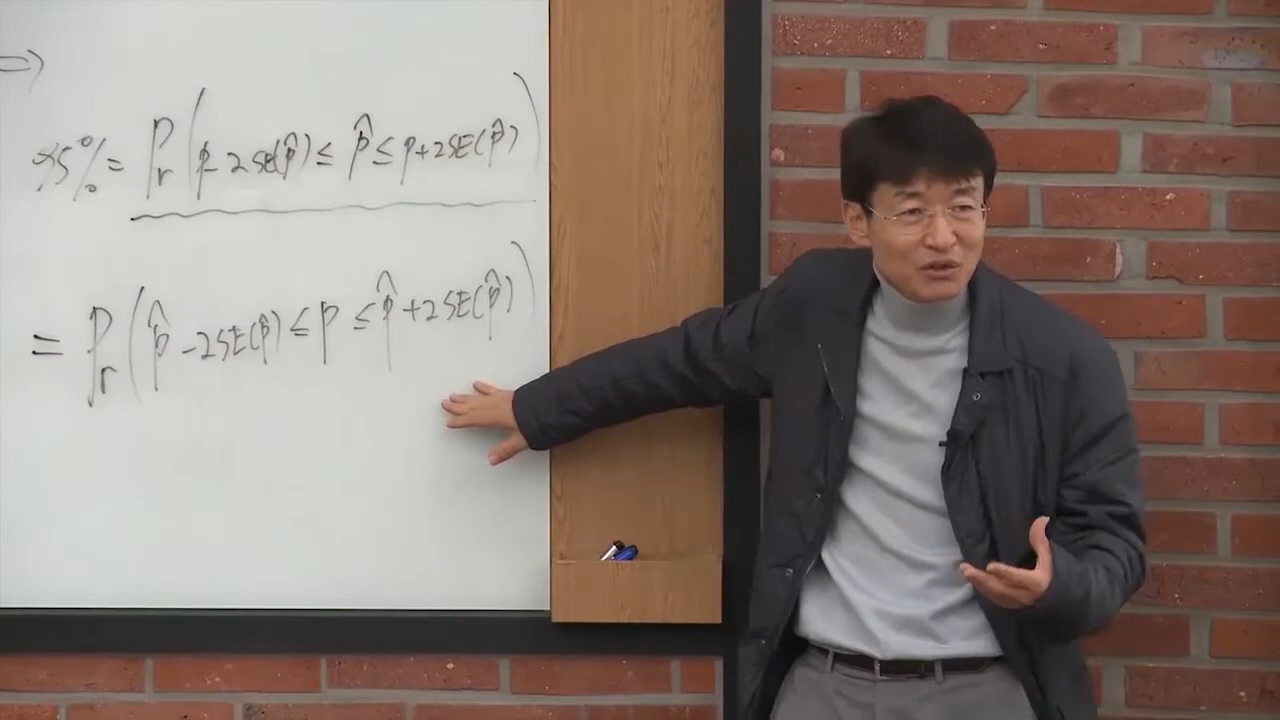 ⇒
95% = Pr(p - 2SE(p̂) ≤ p̂ ≤ p + 2SE(p̂))
= Pr(p̂ - 2SE(p̂) ≤ p ≤ p̂ + 2SE(p̂))